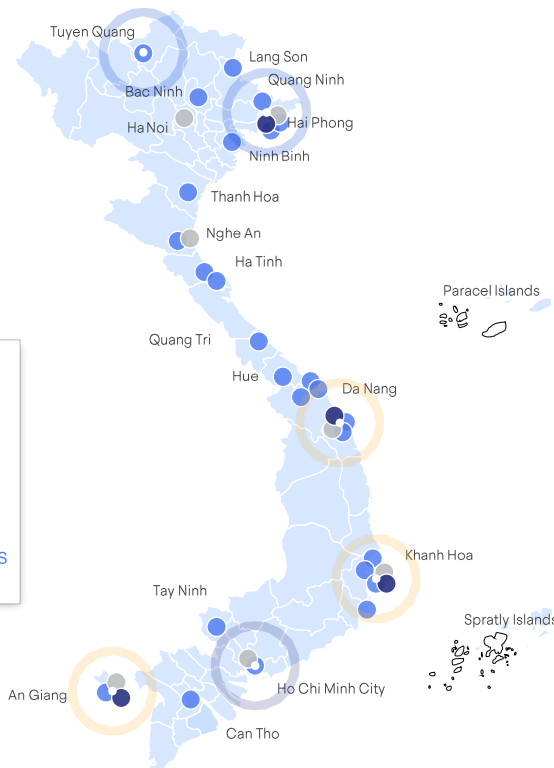 Tuyen Quang
Lang Son
Quang Ninh
Bac Ninh
Ha Noi
Hai Phong
Ninh Binh
Thanh Hoa
Nghe An
Ha Tinh
Paracel Islands
Quang Tri
Hue
Da Nang
S
Khanh Hoa
Tay Ninh
Spratly Islands
An Giang
Ho Chi Minh City
Can Tho